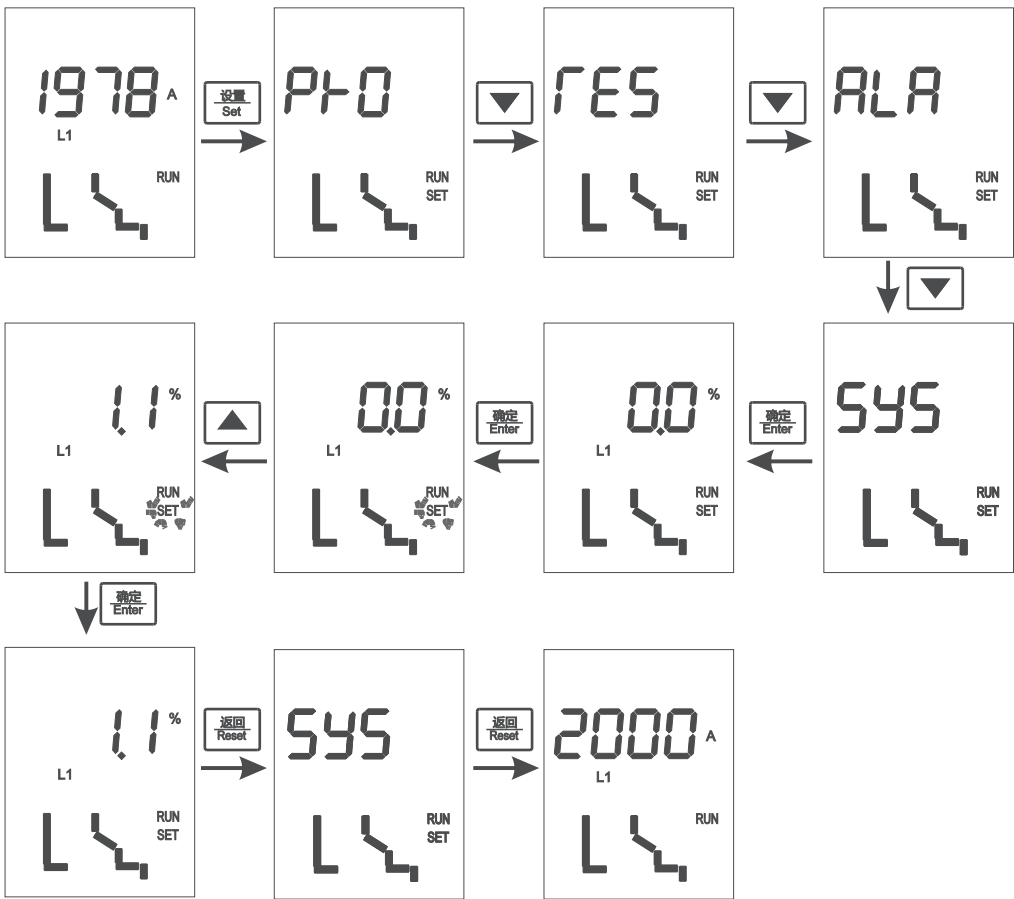 1978 A
L1
RUN
设置
Set
PrO
RUN
SET
TES
RUN
SET
ALA
RUN
SET
SYS
RUN
SET
确定
Enter
0.0 %
L1
RUN
SET
确定
Enter
0.0 %
L1
RUN
SET
1.1 %
L1
RUN
SET
确定
Enter
1.1 %
L1
RUN
SET
返回
Reset
SYS
RUN
SET
返回
Reset
2000 A
L1
RUN